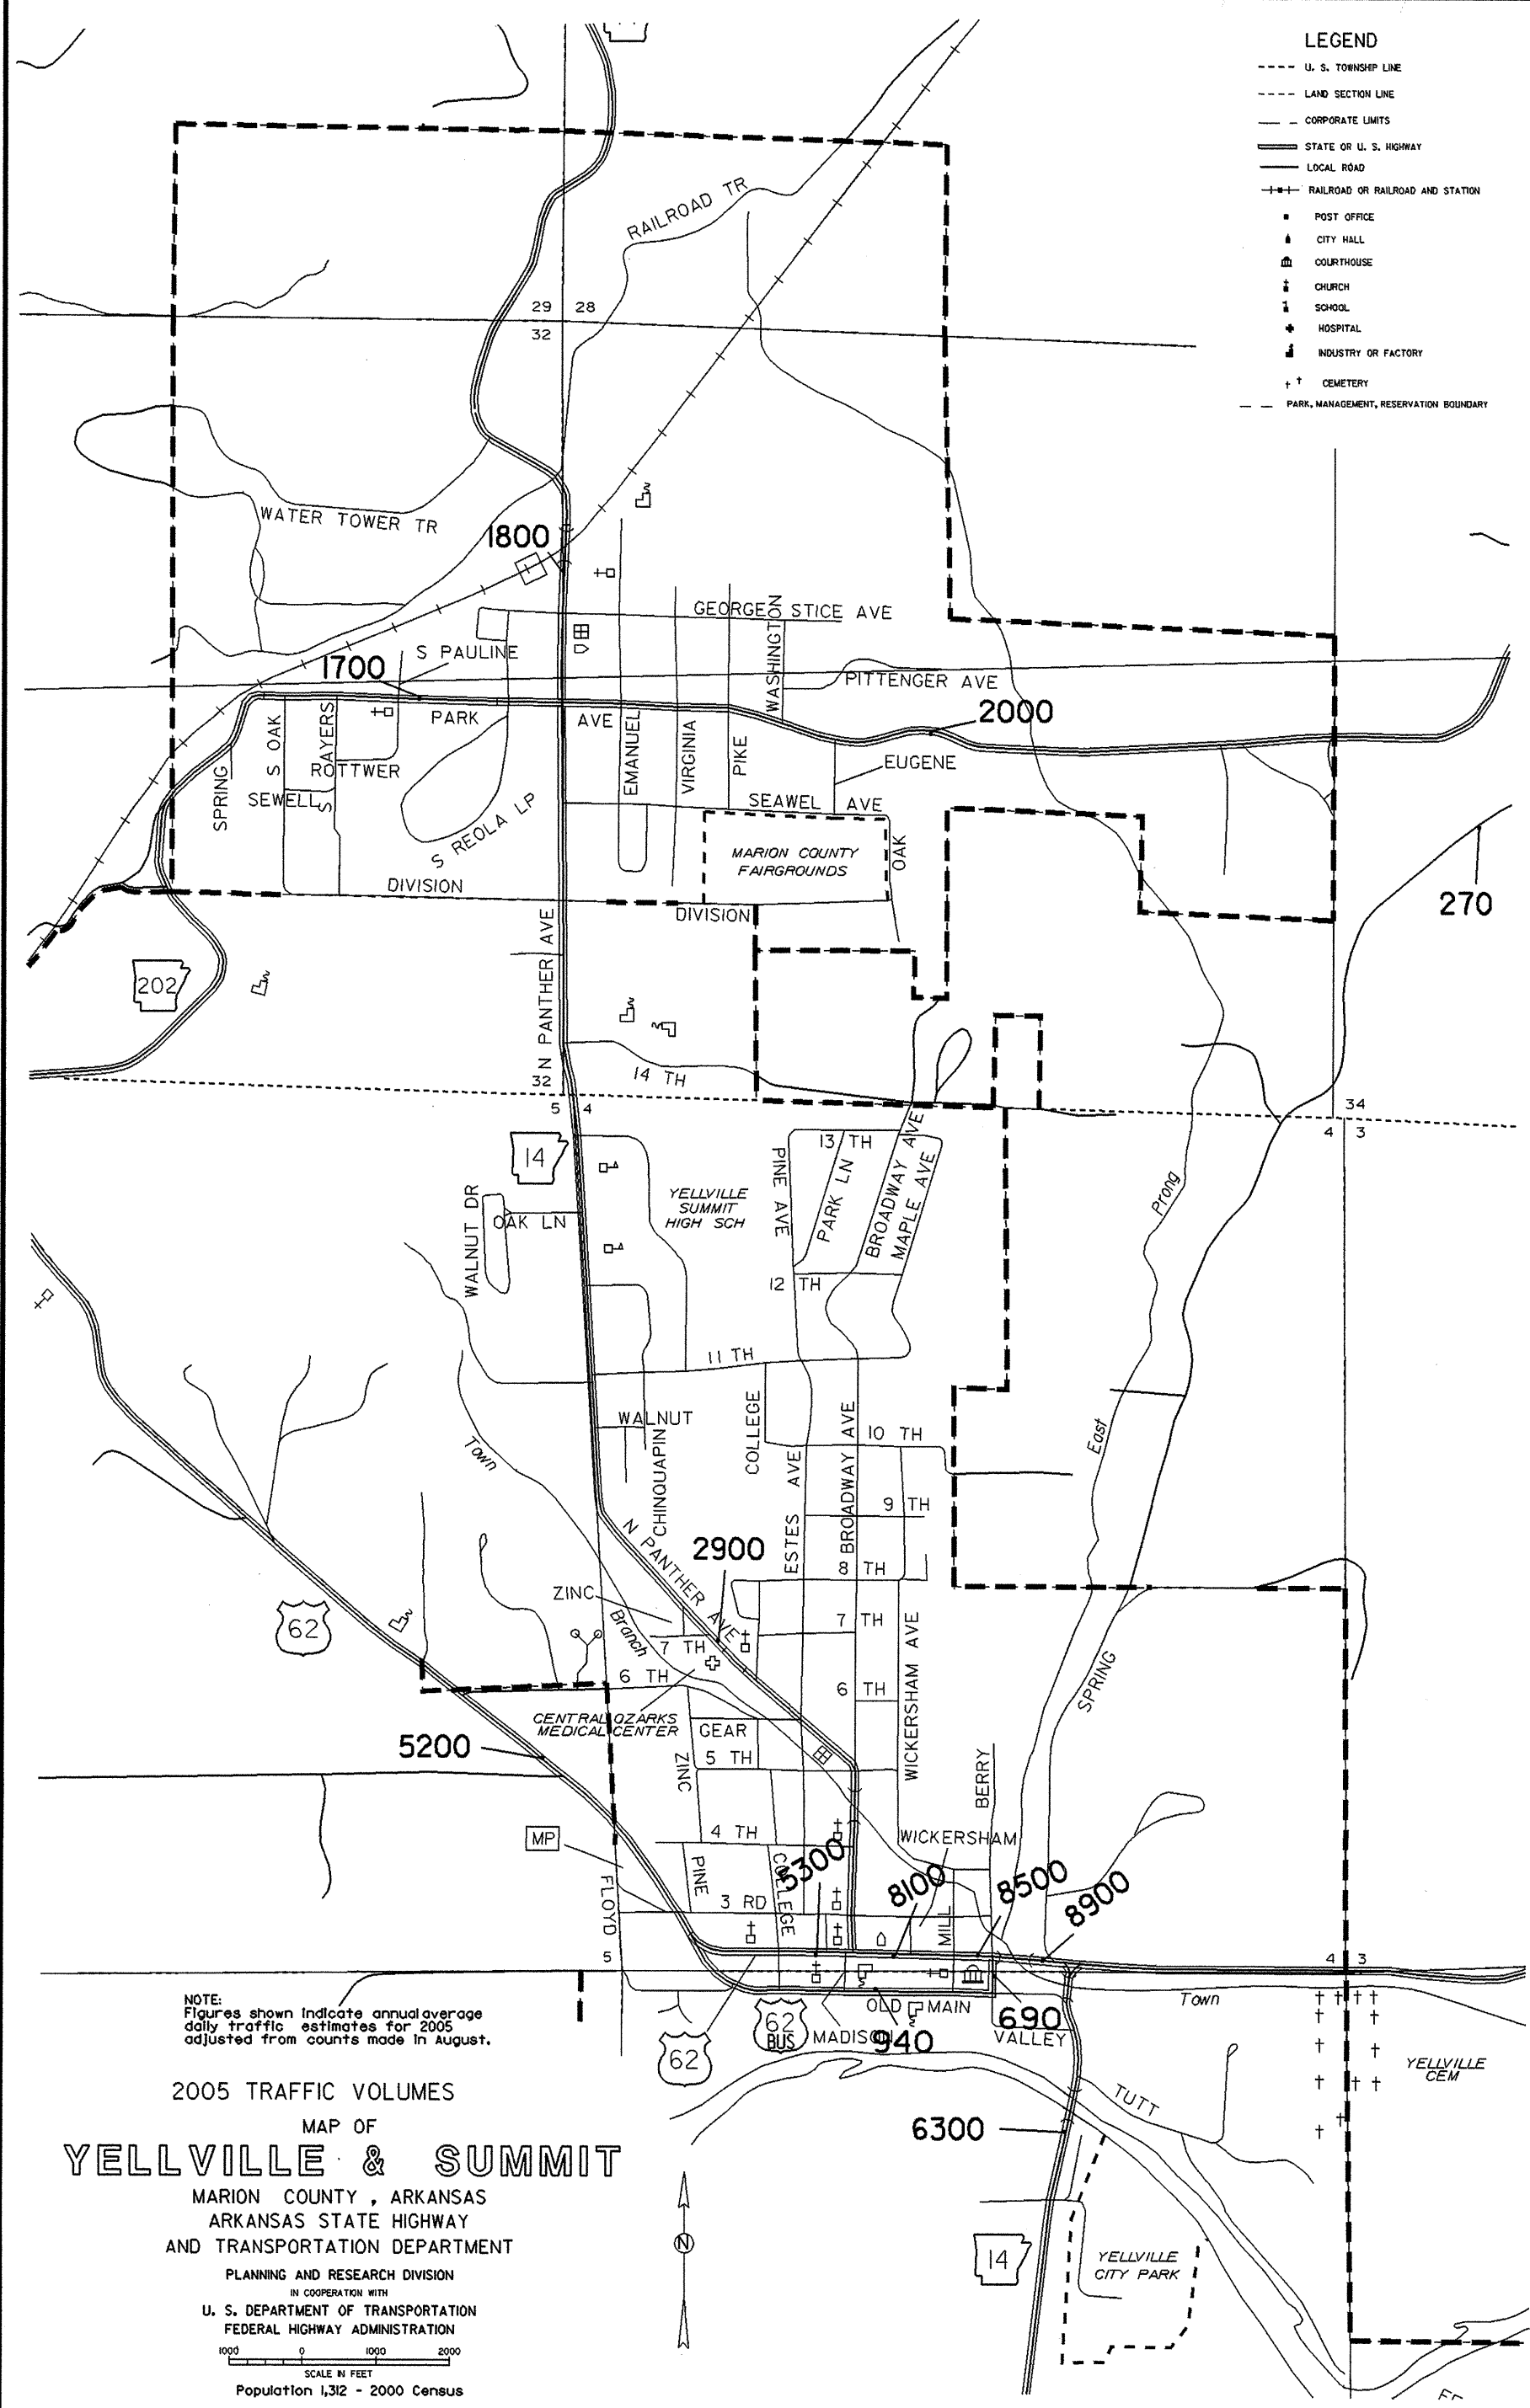 LEGEND
U. S. TOWNSHIP LINE
LAND SECTION LINE
CORPORATE LIMITS
STATE OR U. S. HIGHWAY
LOCAL ROAD
RAILROAD OR RAILROAD AND STATION
POST OFFICE
CITY HALL
COURTHOUSE
CHURCH
SCHOOL
HOSPITAL
INDUSTRY OR FACTORY
CEMETERY
PARK, MANAGEMENT, RESERVATION BOUNDARY
RAILROAD TR
29 28
32
WATER TOWER TR
1800
GEORGE STICE AVE
WASHINGTON
S PAULINE
1700
PITTENGER AVE
2000
PARK AVE
S OAK
S AYERS
ROTTWER
SPRING
SEWELL
S REOLA LP
EMANUEL
VIRGINIA
PIKE
EUGENE
SEAWEL AVE
MARION COUNTY
FAIRGROUNDS
OAK
DIVISION
DIVISION
270
202
N PANTHER AVE
14 TH
32
5 4
34
4 3
14
13 TH
PINE AVE
PARK LN
BROADWAY AVE
MAPLE AVE
YELLVILLE
SUMMIT
HIGH SCH
WALNUT DR
OAK LN
Prong
12 TH
11 TH
WALNUT
CHINQUAPIN
COLLEGE
ESTES AVE
BROADWAY AVE
10 TH
East
Town
9 TH
N PANTHER AVE
2900
8 TH
ZINC
Branch
7 TH
7 TH
WICKERSHAM AVE
62
6 TH
6 TH
SPRING
CENTRAL OZARKS
MEDICAL CENTER
GEAR
5200
ZINC
5 TH
BERRY
MP
4 TH
WICKERSHAM
PINE
COLLEGE
5300
8100
8500
8900
FLOYD
3 RD
MILL
5
4 3
NOTE:
Figures shown indicate annual average
daily traffic estimates for 2005
adjusted from counts made in August.
OLD MAIN
Town
62
BUS
MADISON
940
690
VALLEY
62
YELLVILLE
CEM
TUTT
6300
14
YELLVILLE
CITY PARK
2005 TRAFFIC VOLUMES
MAP OF
YELLVILLE & SUMMIT
MARION COUNTY , ARKANSAS
ARKANSAS STATE HIGHWAY
AND TRANSPORTATION DEPARTMENT
PLANNING AND RESEARCH DIVISION
IN COOPERATION WITH
U. S. DEPARTMENT OF TRANSPORTATION
FEDERAL HIGHWAY ADMINISTRATION
1000 0 1000 2000
SCALE IN FEET
Population 1,312 - 2000 Census
N